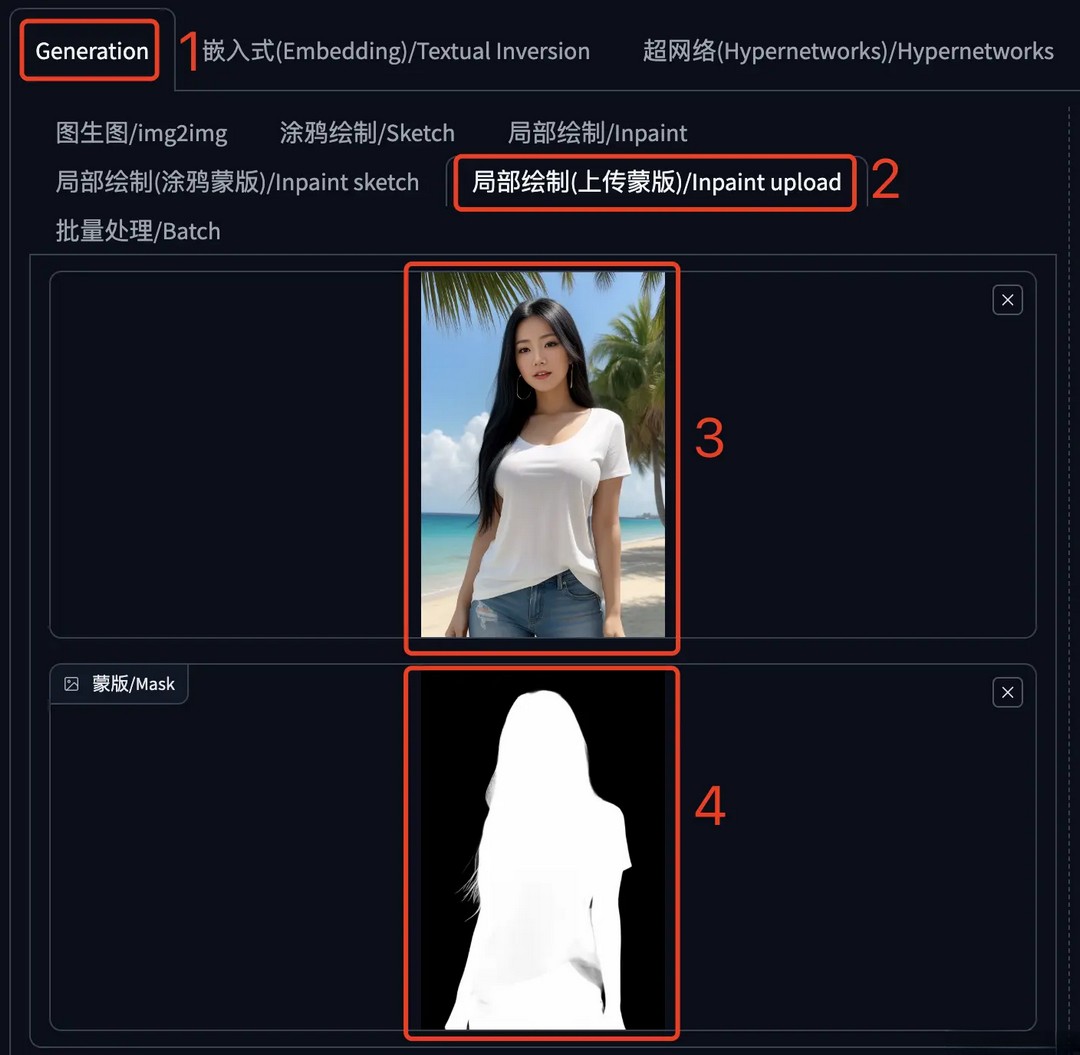 Generation 1 嵌入式(Embedding)/Textual Inversion 超网络(Hypernetworks)/Hypernetworks
图生图/img2img 涂鸦绘制/Sketch 局部绘制/Inpaint
局部绘制(涂鸦蒙版)/Inpaint sketch 局部绘制(上传蒙版)/Inpaint upload 2
批量处理/Batch
3
蒙版/Mask
4